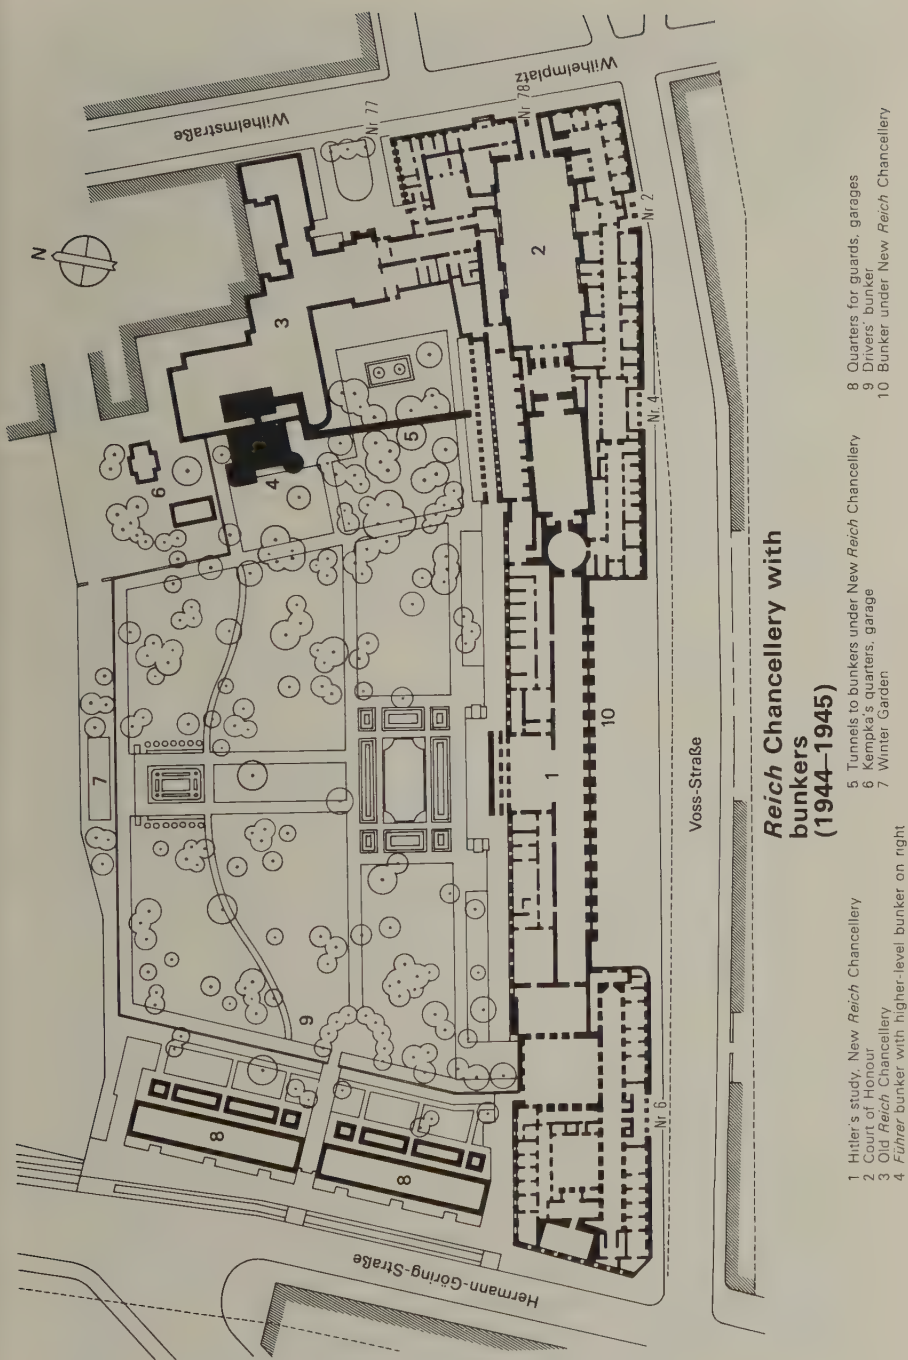 N
Wilhelmstraße
Wilhelmplatz
Nr 77
Nr 78
Nr 2
Nr 4
Nr 6
Voss-Straße
Hermann-Göring-Straße
1
2
3
4
5
6
7
8
8
9
10
Reich Chancellery with
bunkers
(1944–1945)
1 Hitler's study, New Reich Chancellery
2 Court of Honour
3 Old Reich Chancellery
4 Führer bunker with higher-level bunker on right
5 Tunnels to bunkers under New Reich Chancellery
6 Kempka's quarters, garage
7 Winter Garden
8 Quarters for guards, garages
9 Drivers' bunker
10 Bunker under New Reich Chancellery